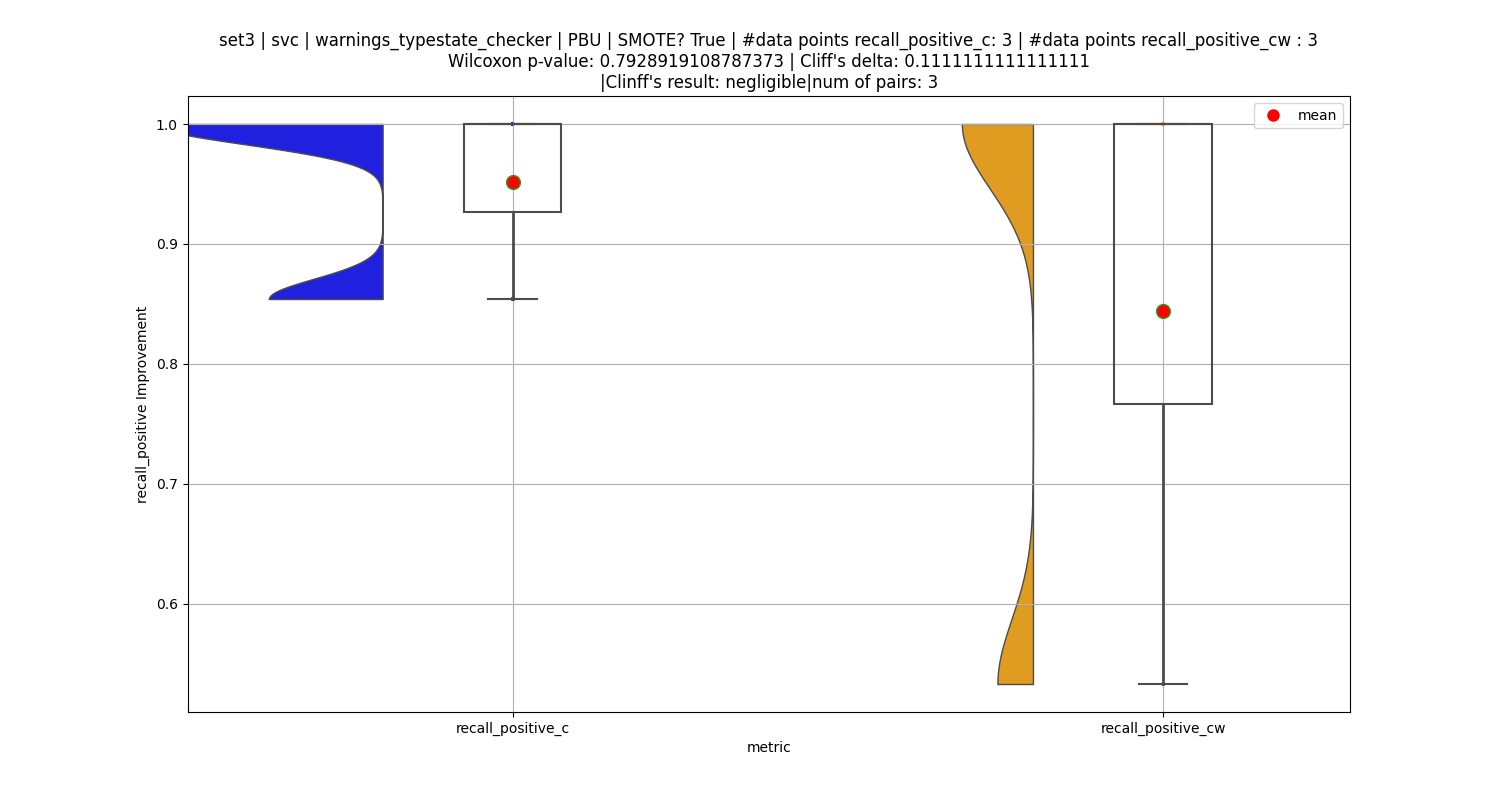 set3 | svc | warnings_typestate_checker | PBU | SMOTE? True | #data points recall_positive_c: 3 | #data points recall_positive_cw : 3
Wilcoxon p-value: 0.7928919108787373 | Cliff's delta: 0.1111111111111111
|Clinff's result: negligible|num of pairs: 3
mean
1.0
0.9
0.8
0.7
0.6
recall_positive Improvement
recall_positive_c
recall_positive_cw
metric